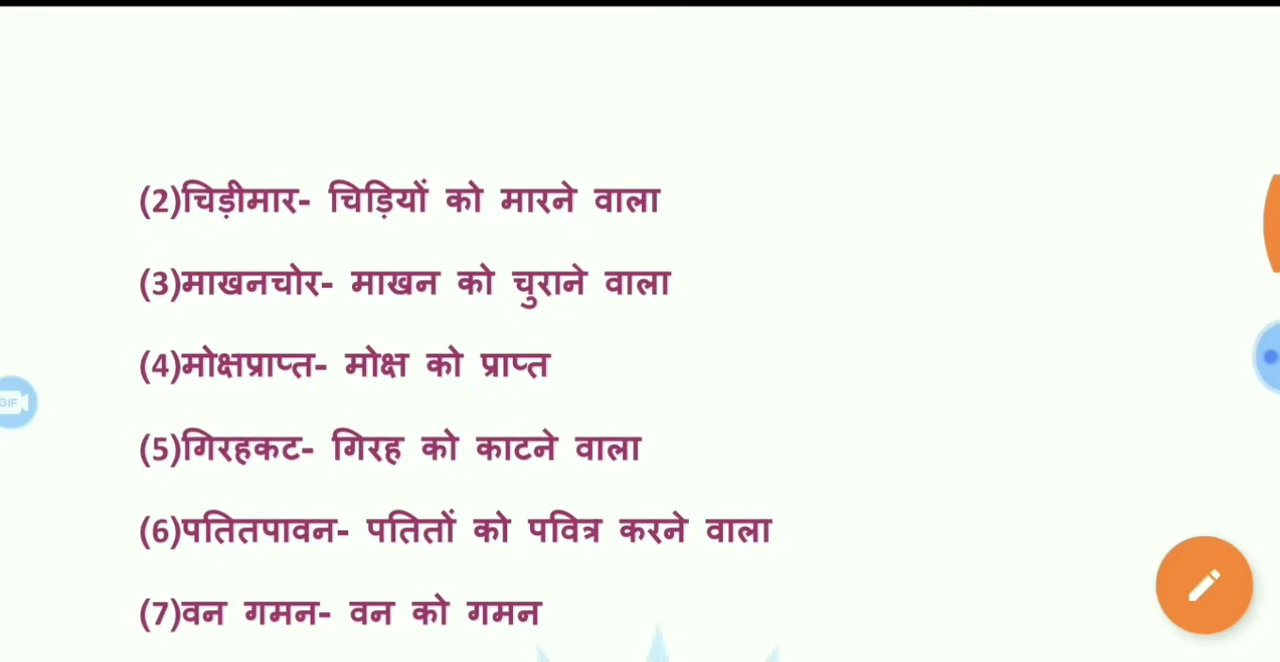 (2)चिड़ीमार- चिड़ियों को मारने वाला
(3)माखनचोर- माखन को चुराने वाला
(4)मोक्षप्राप्त- मोक्ष को प्राप्त
GIF
(5)गिरहकट- गिरह को काटने वाला
(6)पतितपावन- पतितों को पवित्र करने वाला
(7)वन गमन- वन को गमन